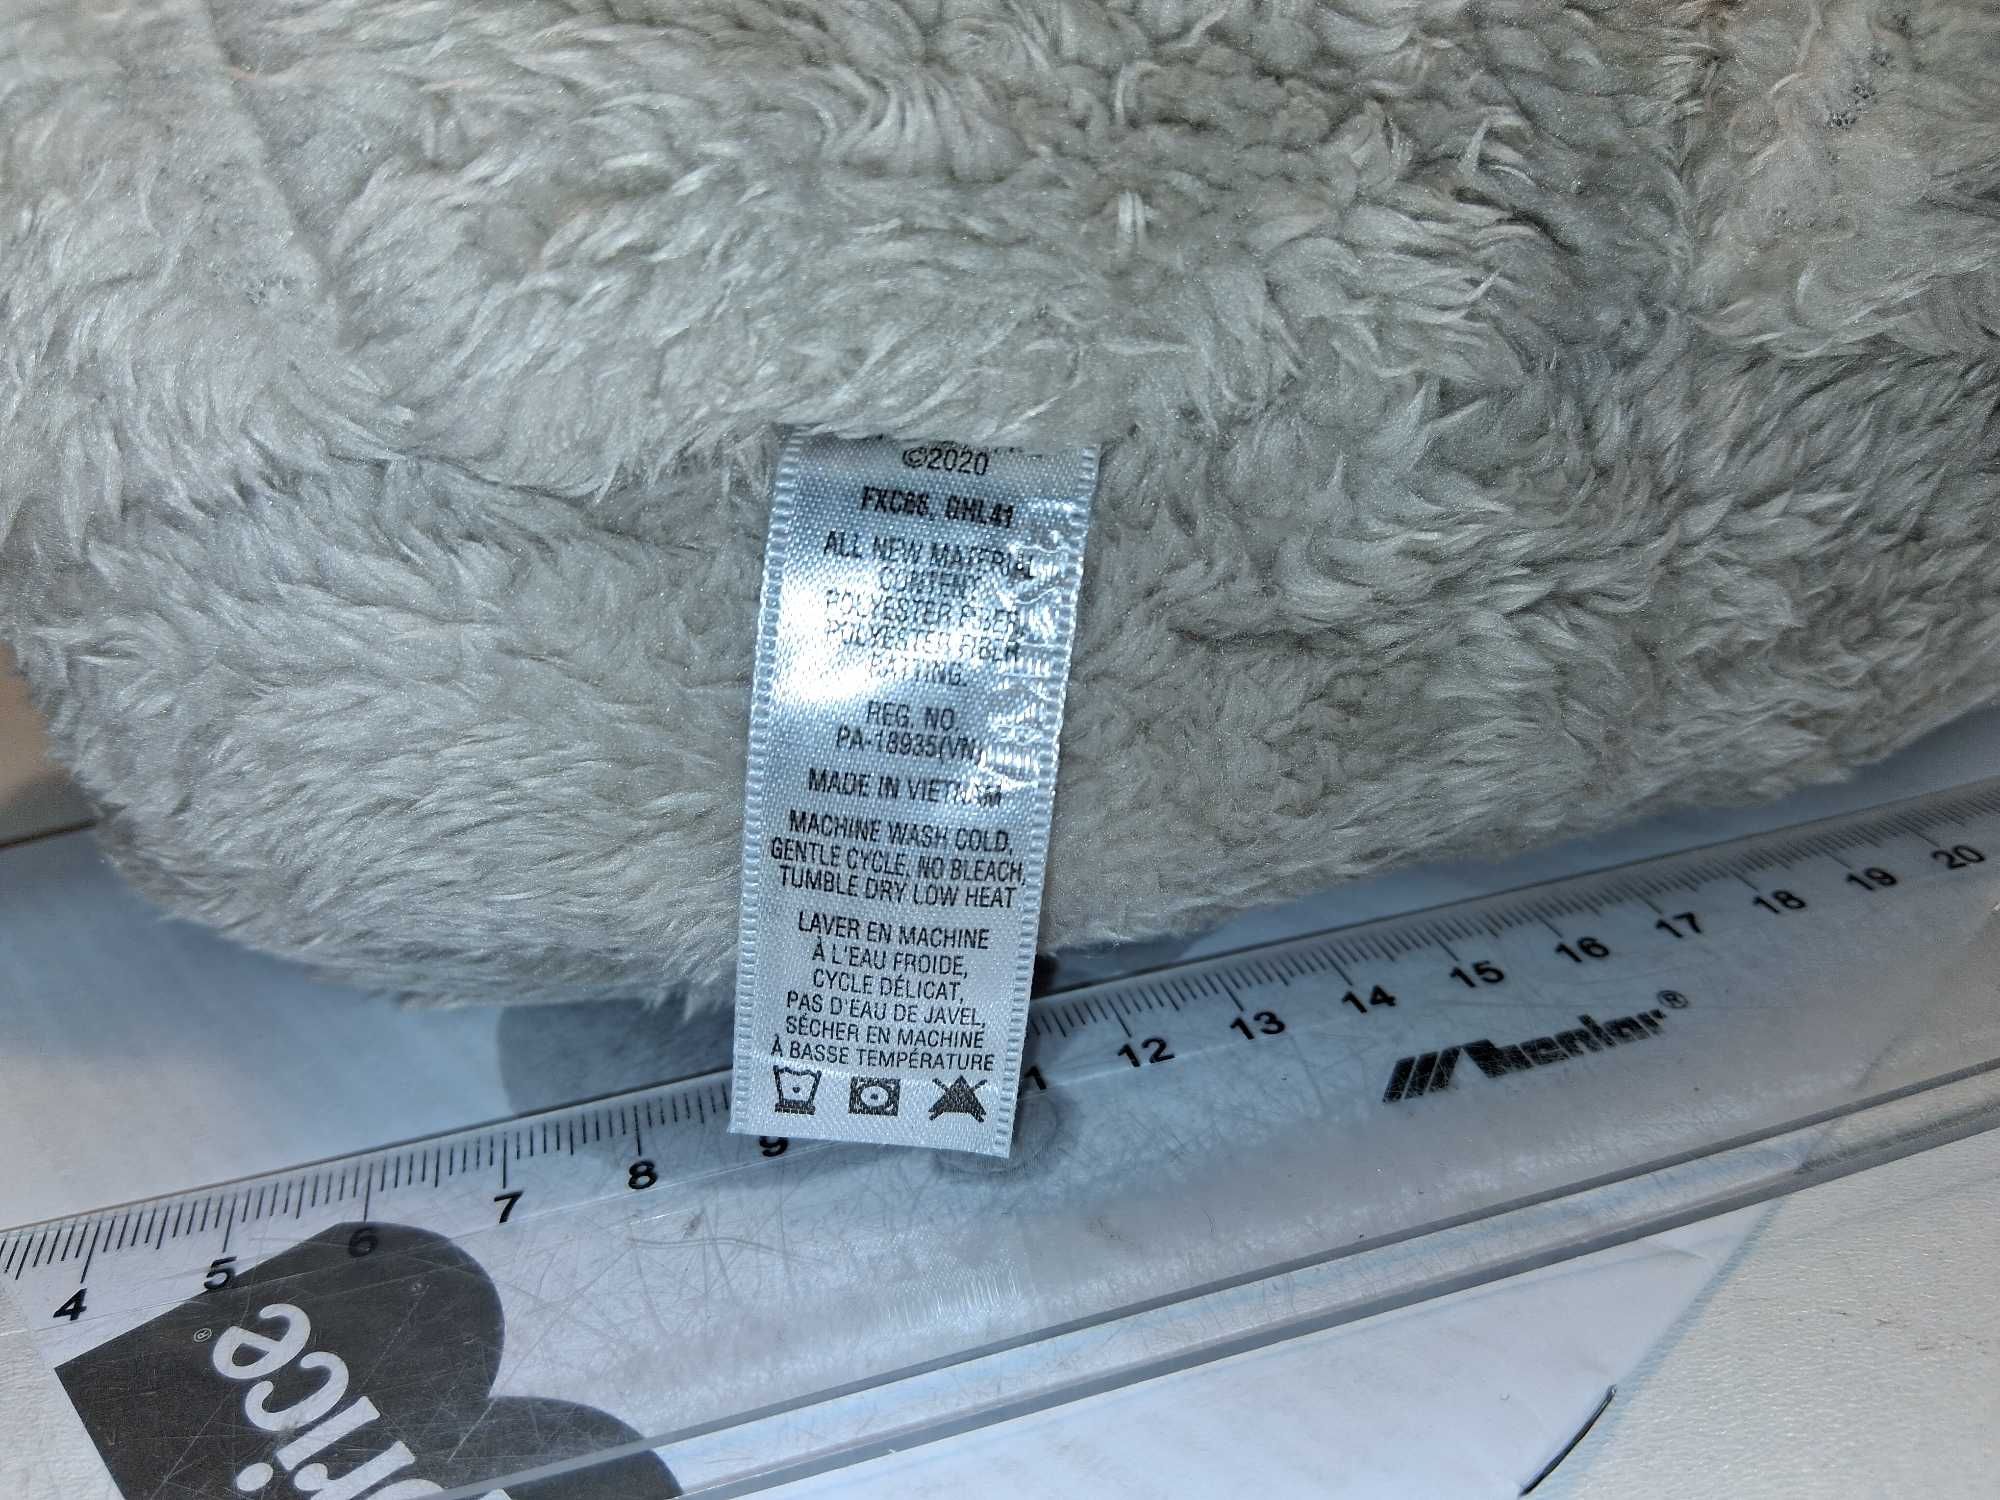 ©2020
FXC66, GHL41
ALL NEW MATERIAL
CONTENT
POLYESTER FIBER
POLYESTER FIBER
BATTING.
REG. NO.
PA-18935(VN)
MADE IN VIETNAM
MACHINE WASH COLD,
GENTLE CYCLE, NO BLEACH,
TUMBLE DRY LOW HEAT
LAVER EN MACHINE
À L'EAU FROIDE,
CYCLE DÉLICAT,
PAS D'EAU DE JAVEL,
SÉCHER EN MACHINE
À BASSE TEMPÉRATURE
4 5 6 7 8 9 12 13 14 15 16 17 18 19 20
®
rice
®